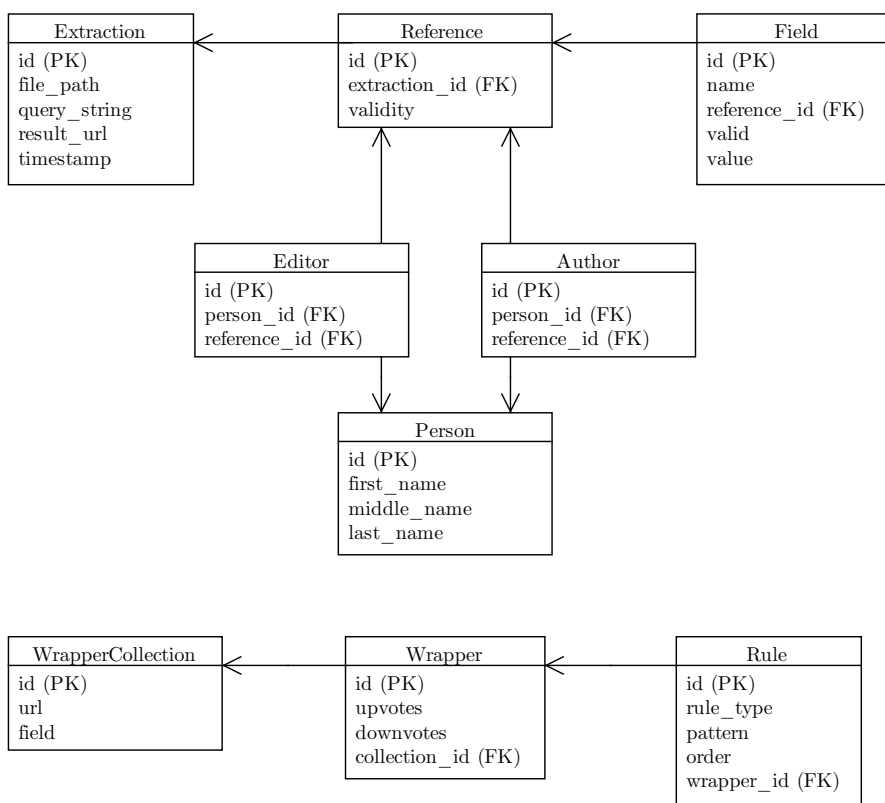 Extraction
id (PK)
file_path
query_string
result_url
timestamp
Reference
id (PK)
extraction_id (FK)
validity
Field
id (PK)
name
reference_id (FK)
valid
value
Editor
id (PK)
person_id (FK)
reference_id (FK)
Author
id (PK)
person_id (FK)
reference_id (FK)
Person
id (PK)
first_name
middle_name
last_name
WrapperCollection
id (PK)
url
field
Wrapper
id (PK)
upvotes
downvotes
collection_id (FK)
Rule
id (PK)
rule_type
pattern
order
wrapper_id (FK)